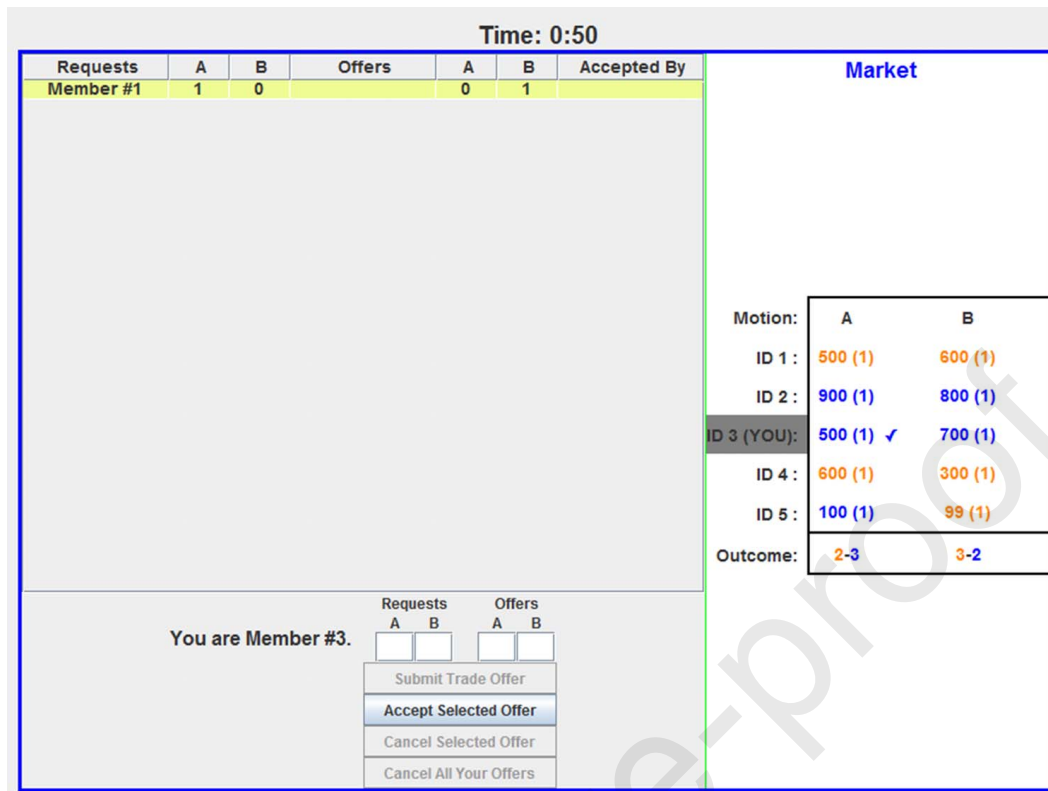 Time: 0:50
Requests A B Offers A B Accepted By
Member #1 1 0 0 1
Market
Motion: A B
ID 1 : 500 (1) 600 (1)
ID 2 : 900 (1) 800 (1)
ID 3 (YOU): 500 (1) ✓ 700 (1)
ID 4 : 600 (1) 300 (1)
ID 5 : 100 (1) 99 (1)
Outcome: 2-3 3-2
Requests Offers
A B A B
You are Member #3.
Submit Trade Offer
Accept Selected Offer
Cancel Selected Offer
Cancel All Your Offers
e-proof